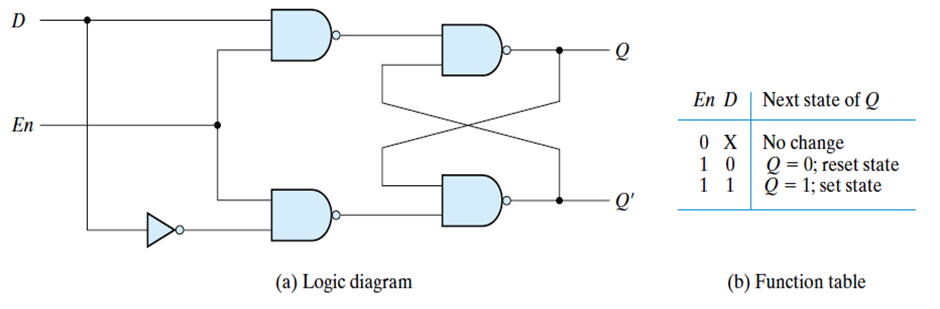 D
Q
En
Q'
(a) Logic diagram
En D Next state of Q
0 X No change
1 0 Q = 0; reset state
1 1 Q = 1; set state
(b) Function table